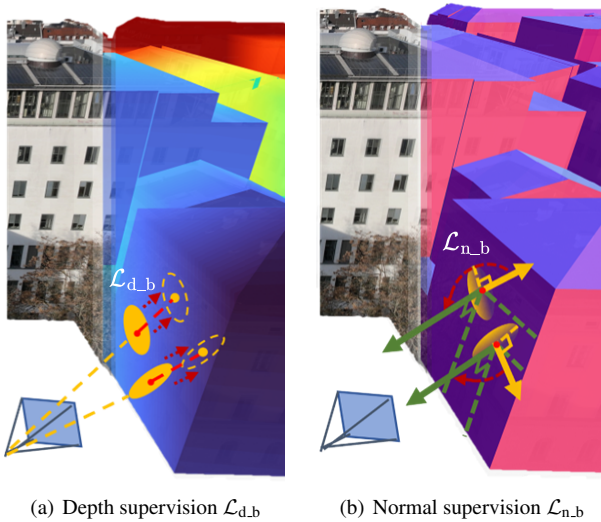 ℒd_b
ℒn_b
(a) Depth supervision ℒd_b
(b) Normal supervision ℒn_b